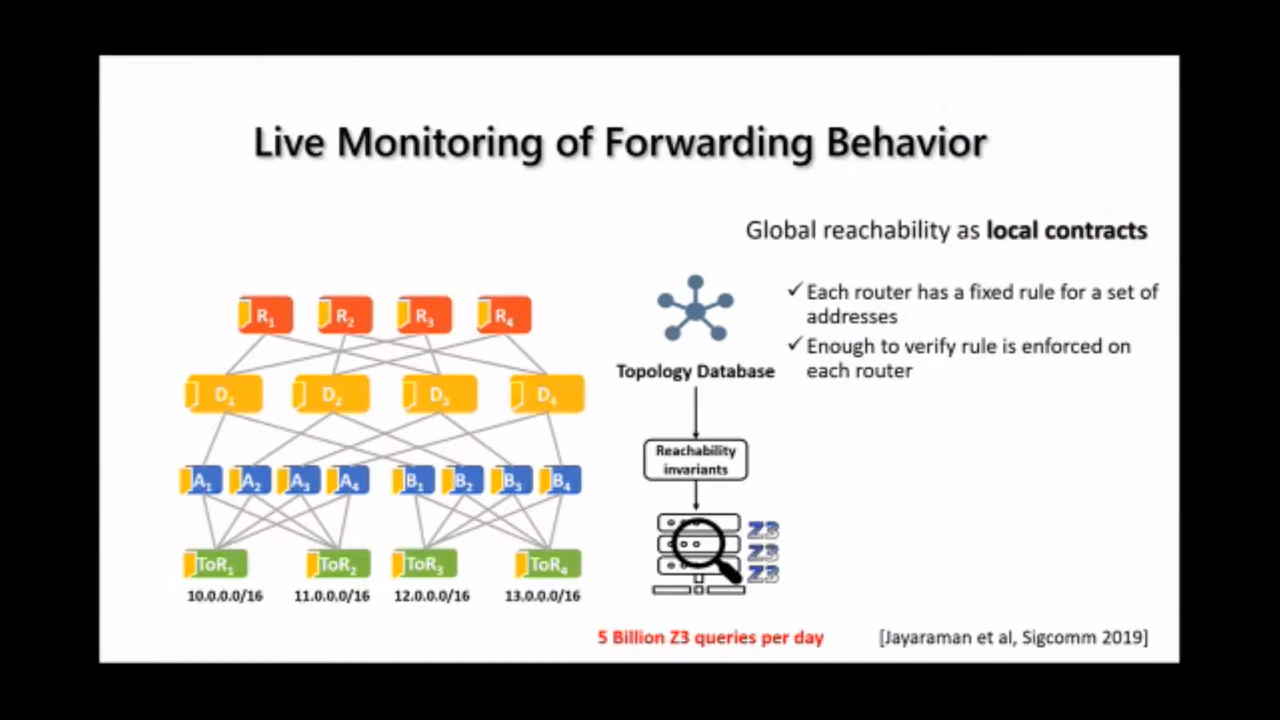 Live Monitoring of Forwarding Behavior
Global reachability as local contracts
✓ Each router has a fixed rule for a set of
addresses
✓ Enough to verify rule is enforced on
each router
R1 R2 R3 R4
D1 D2 D3 D4
A1 A2 A3 A4 B1 B2 B3 B4
ToR1 ToR2 ToR3 ToR4
10.0.0.0/16 11.0.0.0/16 12.0.0.0/16 13.0.0.0/16
Topology Database
Reachability
invariants
Z3
Z3
Z3
5 Billion Z3 queries per day
[Jayaraman et al, Sigcomm 2019]